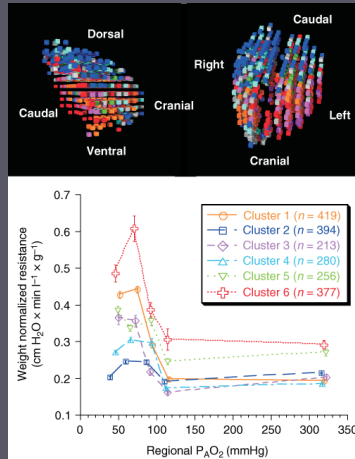 Dorsal
Caudal
Cranial
Ventral
Caudal
Right
Left
Cranial
0.7
0.6
0.5
0.4
0.3
0.2
0.1
Weight normalized resistance
(cm H₂O × min l⁻¹ × g⁻¹)
Cluster 1 (n = 419)
Cluster 2 (n = 394)
Cluster 3 (n = 213)
Cluster 4 (n = 280)
Cluster 5 (n = 256)
Cluster 6 (n = 377)
0 50 100 150 200 250 300 350
Regional PAO₂ (mmHg)